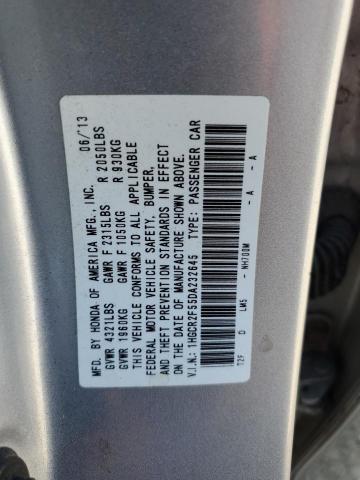 MFD. BY HONDA OF AMERICA MFG., INC. 06/13
GVWR 4321LBS GAWR F 2315LBS R 2050LBS
GVWR 1960KG GAWR F 1050KG R 930KG
THIS VEHICLE CONFORMS TO ALL APPLICABLE
FEDERAL MOTOR VEHICLE SAFETY, BUMPER,
AND THEFT PREVENTION STANDARDS IN EFFECT
ON THE DATE OF MANUFACTURE SHOWN ABOVE.
V.I.N.: 1HGCR2F55DA232645 TYPE: PASSENGER CAR
T2F D LM5 NH700M - A - A